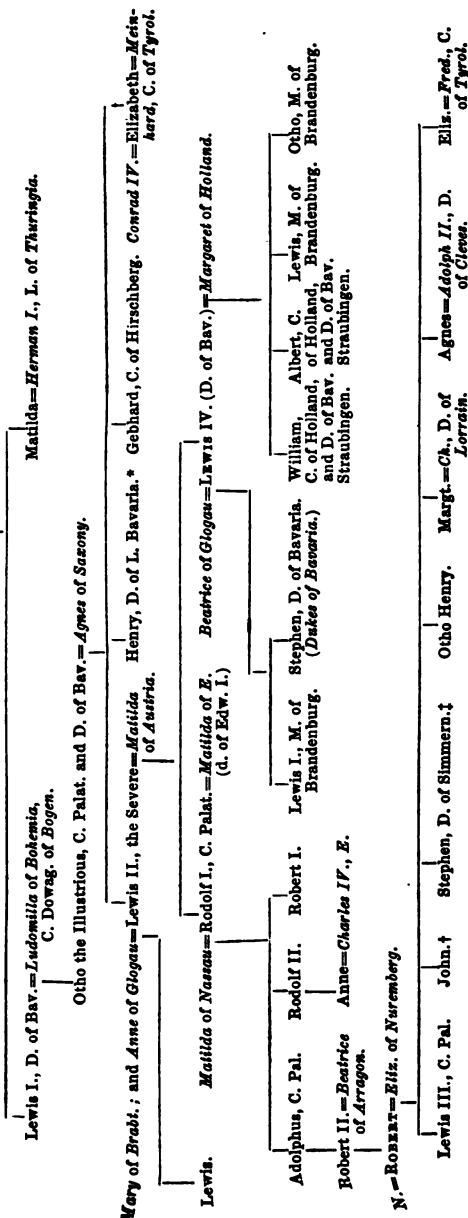 Lewis I., D. of Bav.=Ludomilla of Bohemia, Matilda=Herman I., L. of Thuringia.
C. Dowag. of Bogen.
Otho the Illustrious, C. Palat. and D. of Bav.=Agnes of Saxony.
Mary of Brabt.; and Anne of Glogau=Lewis II., the Severe=Matilda Henry, D. of L. Bavaria.* Gebhard, C. of Hirschberg. Conrad IV.=Elizabeth=Mein-
of Austria. hard, C. of Tyrol.
Lewis. Matilda of Nassau=Rodolf I., C. Palat.=Matilda of E. Beatrice of Glogau=LEWIS IV. (D. of Bav.)=Margaret of Holland.
(d. of Edw. I.)
Adolphus, C. Pal. Rodolf II. Robert I. Lewis I., M. of Stephen, D. of Bavaria. William, Albert, C. Lewis, M. of Otho, M. of
Brandenburg. (Dukes of Bavaria.) C. of Holland, of Holland, Brandenburg. Brandenburg.
and D. of Bav. and D. of Bav.
Straubingen. Straubingen.
Robert II.=Beatrice Anne=Charles IV., E.
of Arragon.
N.=ROBERT=Eliz. of Nuremberg.
Lewis III., C. Pal. John.† Stephen, D. of Simmern.‡ Otho Henry. Margt.=Ch., D. of Agnes=Adolph II., D. Eliz.=Fred., C.
Lorrain. of Cleves. of Tyrol.